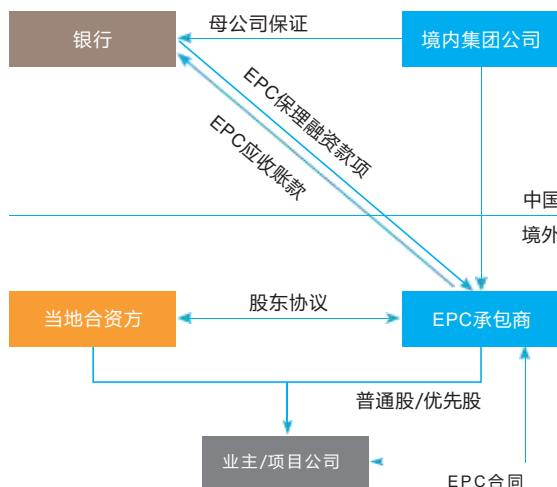 母公司保证
银行
境内集团公司
EPC保理融资款项
EPC应收账款
中国
境外
当地合资方
股东协议
EPC承包商
普通股/优先股
业主/项目公司
EPC合同